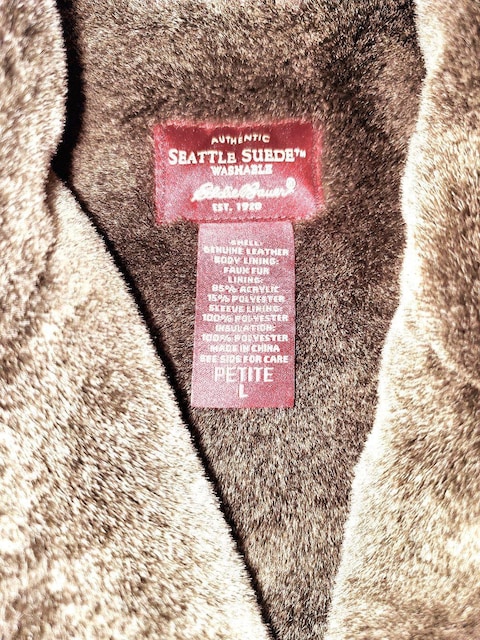 AUTHENTIC
SEATTLE SUEDE™
WASHABLE
Eddie Bauer®
EST. 1920
SHELL:
GENUINE LEATHER
BODY LINING:
FAUX FUR
LINING:
85% ACRYLIC
15% POLYESTER
SLEEVE LINING:
100% POLYESTER
INSULATION:
100% POLYESTER
MADE IN CHINA
SEE SIDE FOR CARE
PETITE
L